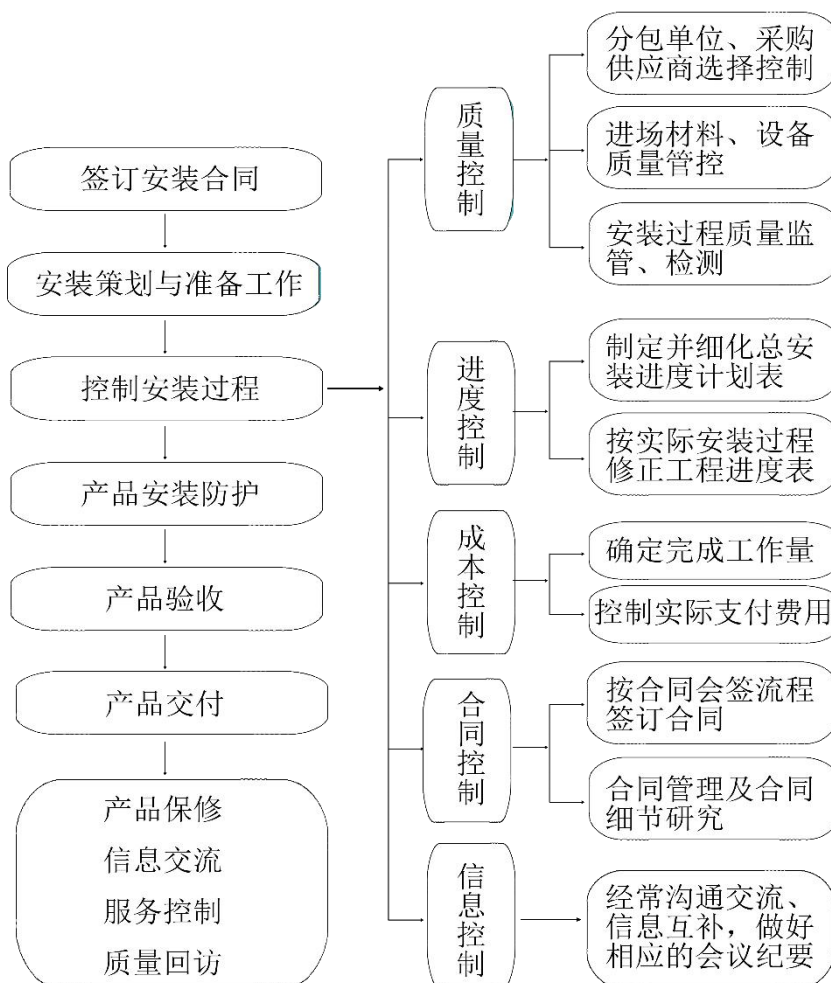 签订安装合同
安装策划与准备工作
控制安装过程
产品安装防护
产品验收
产品交付
产品保修
信息交流
服务控制
质量回访
质量控制
分包单位、采购
供应商选择控制
进场材料、设备
质量管控
安装过程质量监
管、检测
进度控制
制定并细化总安
装进度计划表
按实际安装过程
修正工程进度表
成本控制
确定完成工作量
控制实际支付费用
合同控制
按合同会签流程
签订合同
合同管理及合同
细节研究
信息控制
经常沟通交流、
信息互补，做好
相应的会议纪要